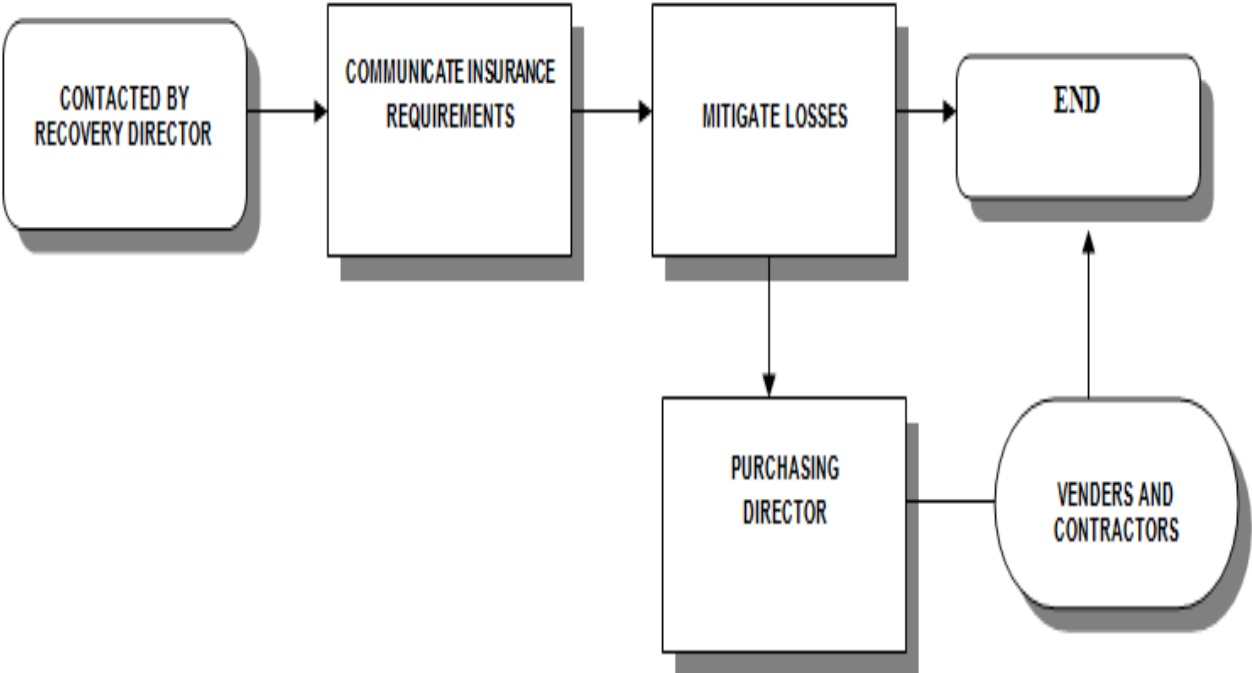 CONTACTED BY
RECOVERY DIRECTOR
COMMUNICATE INSURANCE
REQUIREMENTS
MITIGATE LOSSES
END
PURCHASING
DIRECTOR
VENDERS AND
CONTRACTORS